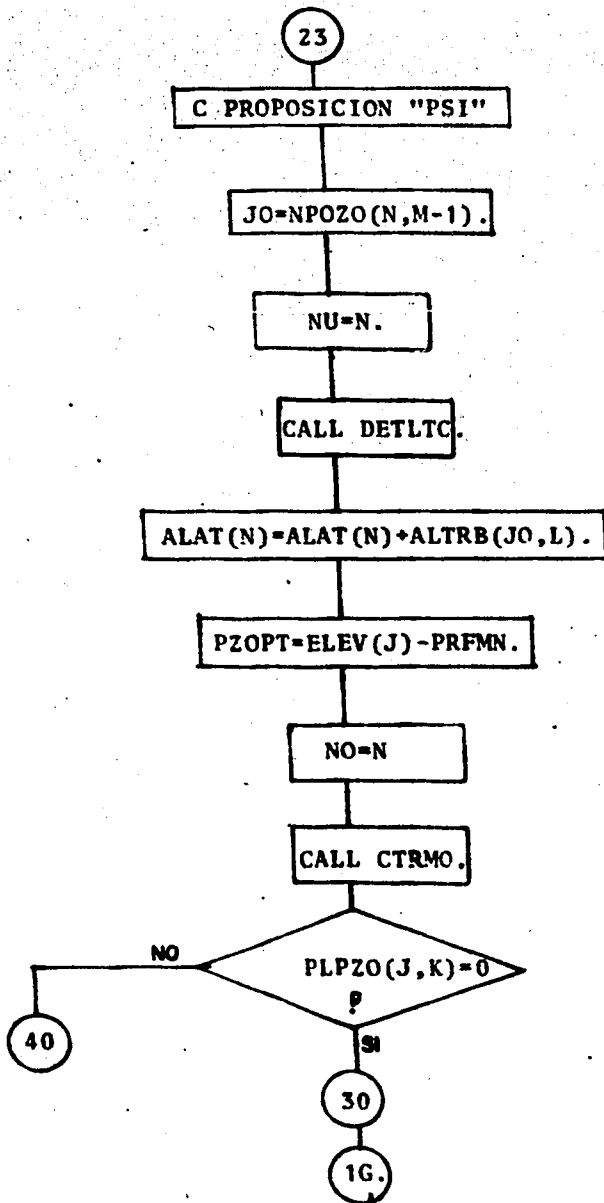 23
C PROPOSICION "PSI"
JO=NPOZO(N,M-1).
NU=N.
CALL DETLTC.
ALAT(N)=ALAT(N)+ALTRB(JO,L).
PZOPT=ELEV(J)-PRFMN.
NO=N
CALL CTRMO.
PLPZO(J,K)=0
?
NO
SI
40
30
1G.